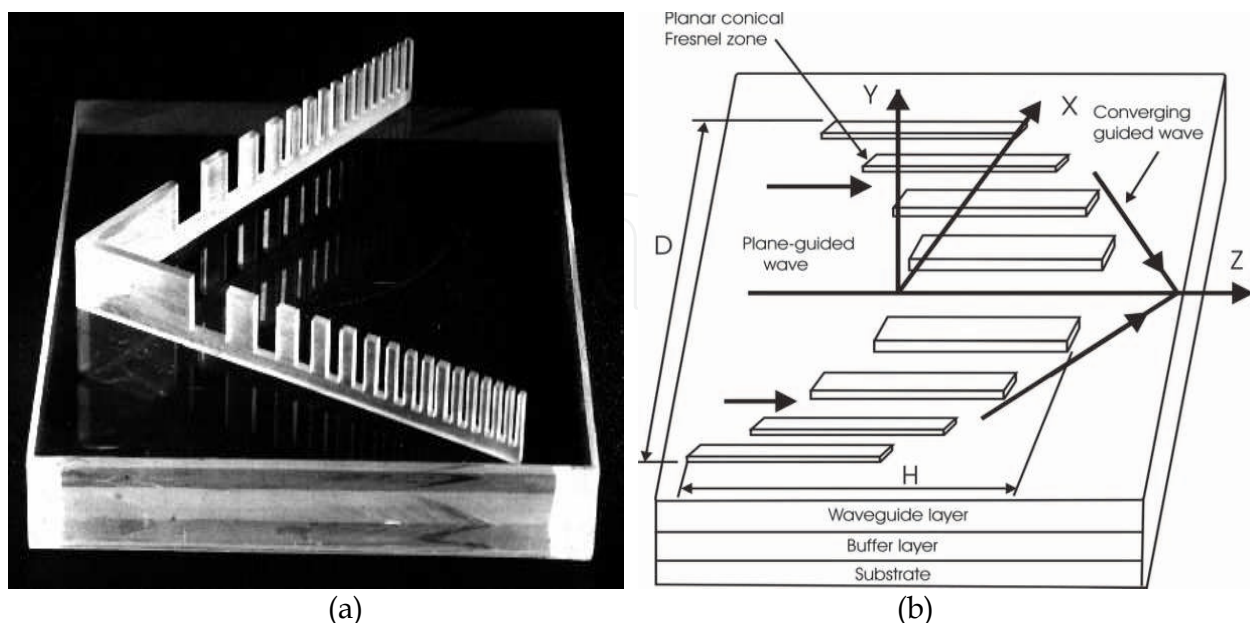 Planar conical
Fresnel zone
Y
X
Converging
guided wave
D
Plane-guided
wave
Z
H
Waveguide layer
Buffer layer
Substrate
(a)
(b)